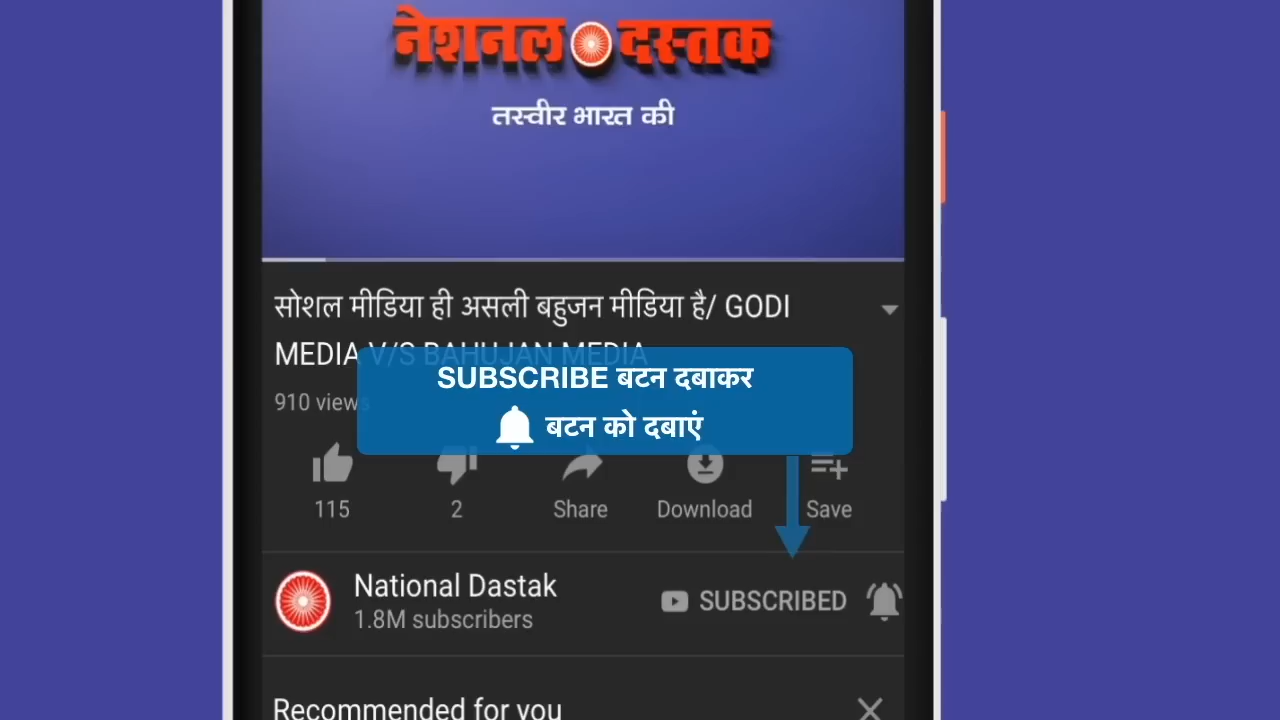 नेशनल दस्तक
तस्वीर भारत की
सोशल मीडिया ही असली बहुजन मीडिया है/ GODI
MEDIA V/S BAHUJAN MEDIA
910 views
SUBSCRIBE बटन दबाकर
बटन को दबाएं
115
2
Share
Download
Save
National Dastak
1.8M subscribers
SUBSCRIBED
Recommended for you